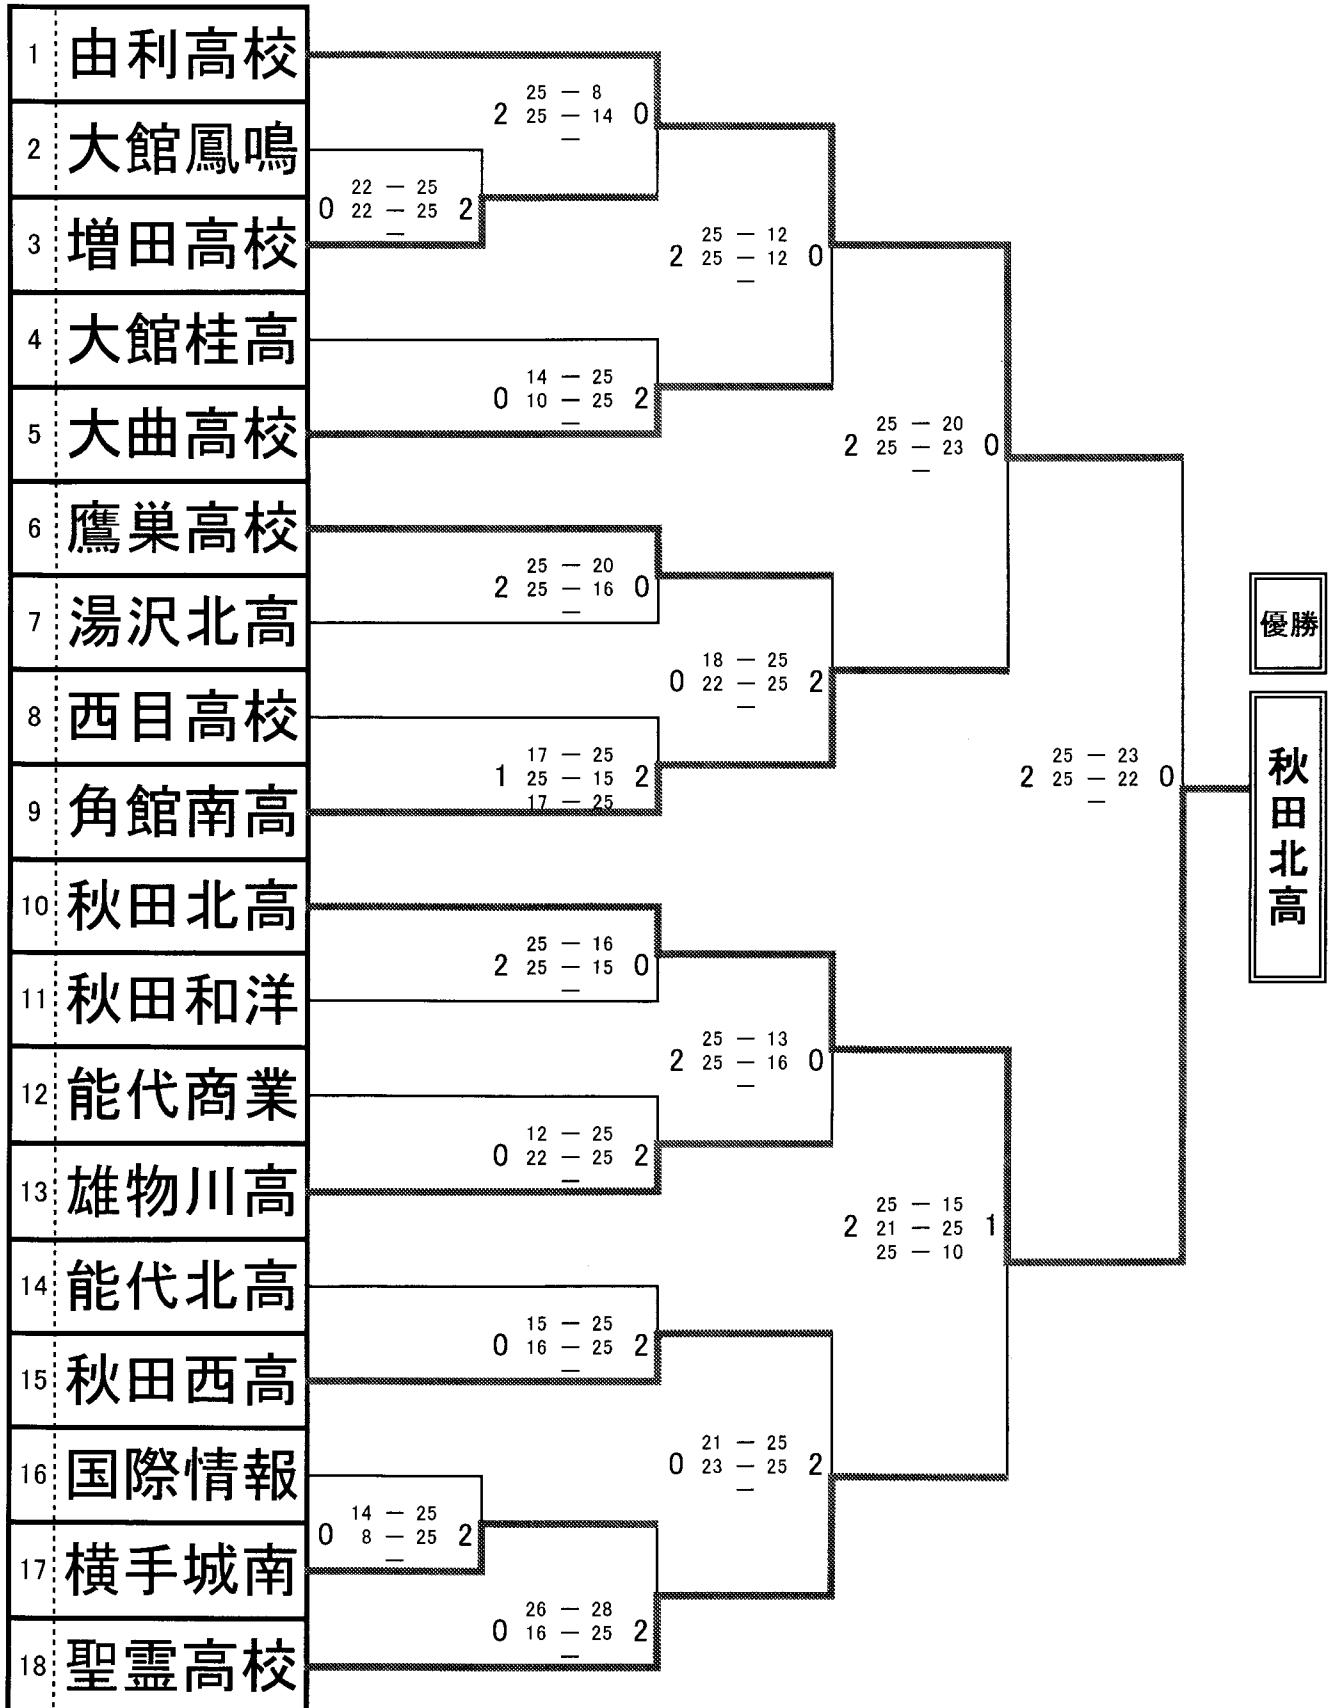 1 由利高校
2 大館鳳鳴
3 増田高校
4 大館桂高
5 大曲高校
6 鷹巣高校
7 湯沢北高
8 西目高校
9 角館南高
10 秋田北高
11 秋田和洋
12 能代商業
13 雄物川高
14 能代北高
15 秋田西高
16 国際情報
17 横手城南
18 聖霊高校
0 22 — 25
22 — 25 2
—
0 14 — 25
8 — 25 2
—
2 25 — 8
25 — 14 0
—
0 14 — 25
10 — 25 2
—
2 25 — 20
25 — 16 0
—
1 17 — 25
25 — 15 2
17 — 25
2 25 — 16
25 — 15 0
—
0 12 — 25
22 — 25 2
—
0 15 — 25
16 — 25 2
—
0 26 — 28
16 — 25 2
—
2 25 — 12
25 — 12 0
—
0 18 — 25
22 — 25 2
—
2 25 — 13
25 — 16 0
—
0 21 — 25
23 — 25 2
—
2 25 — 20
25 — 23 0
—
2 25 — 15
21 — 25 1
25 — 10
2 25 — 23
25 — 22 0
—
優勝
秋田北高